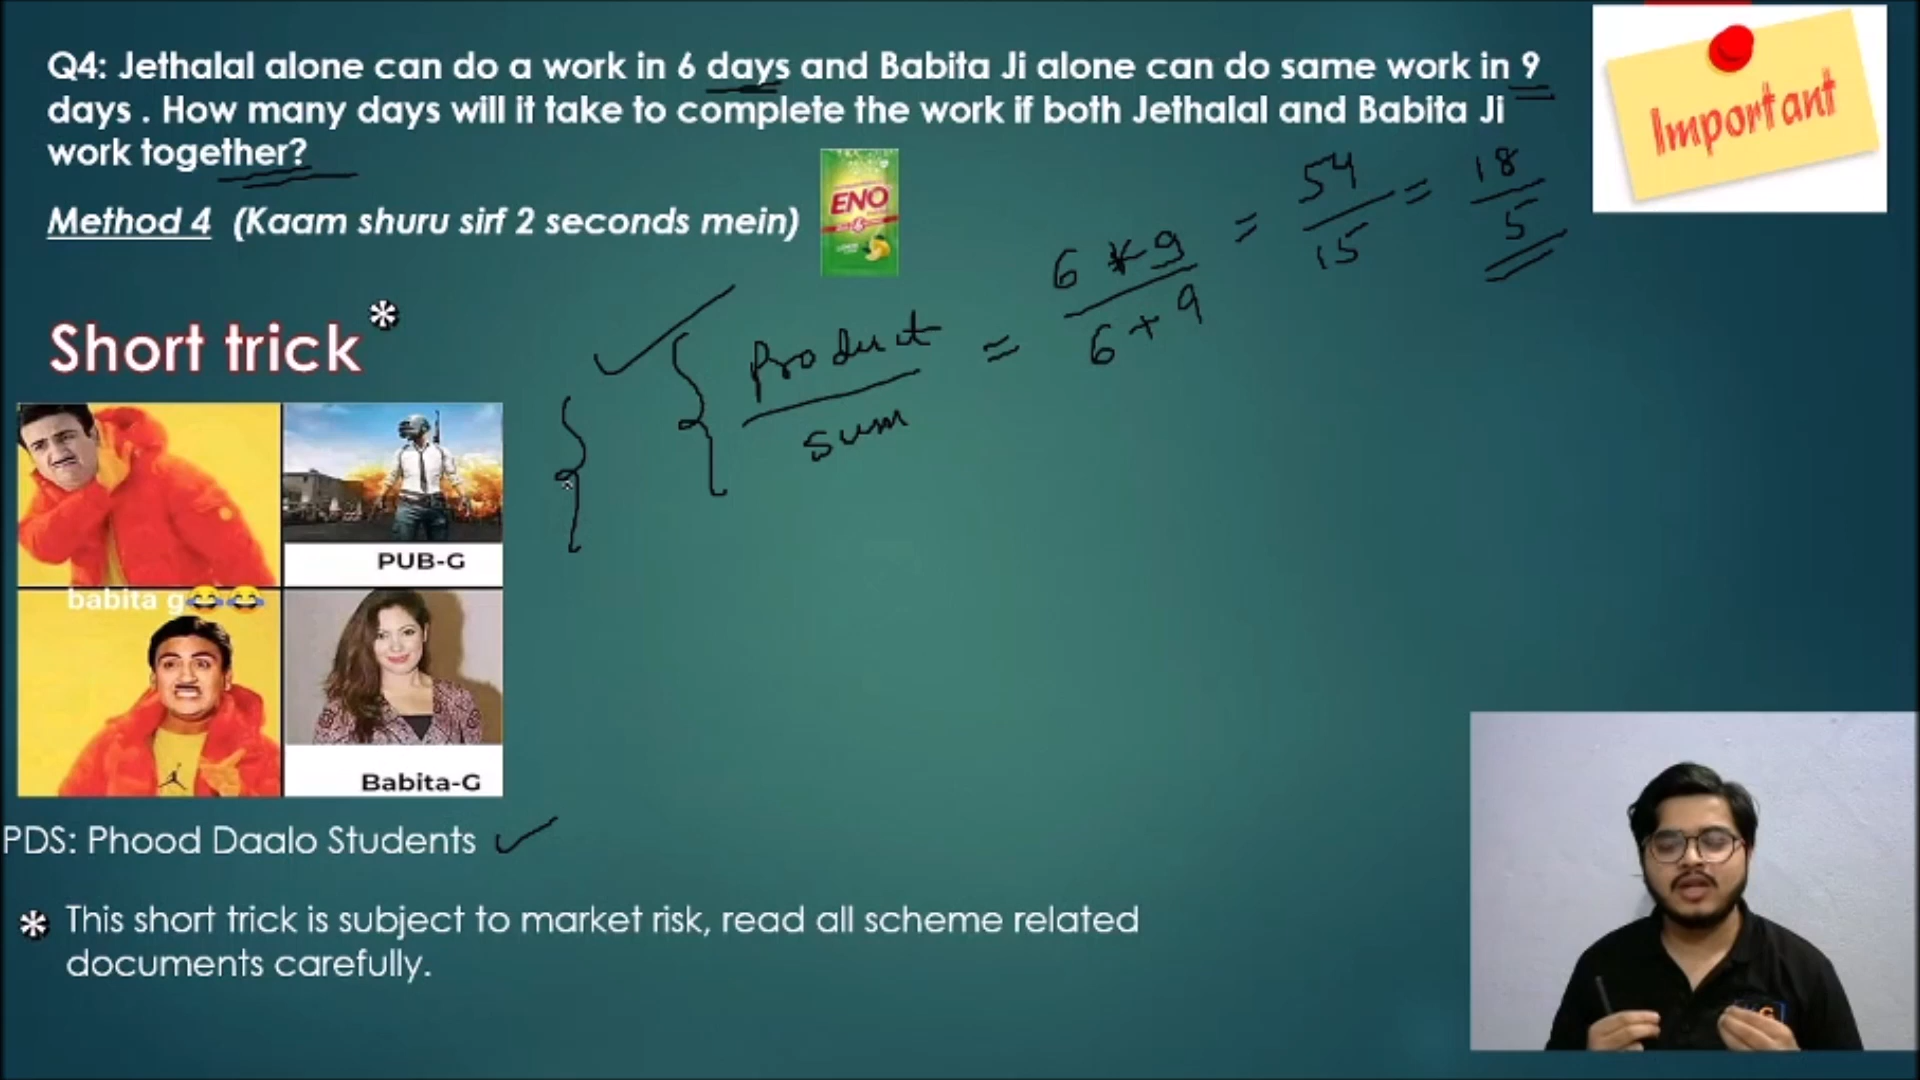 Q4: Jethalal alone can do a work in 6 days and Babita Ji alone can do same work in 9
days . How many days will it take to complete the work if both Jethalal and Babita Ji
work together?
Important
Method 4 (Kaam shuru sirf 2 seconds mein)
ENO
Short trick*
Product / sum = 6 * 9 / 6 + 9 = 54 / 15 = 18 / 5
PUB-G
babita g😂😂
Babita-G
PDS: Phood Daalo Students
* This short trick is subject to market risk, read all scheme related
documents carefully.